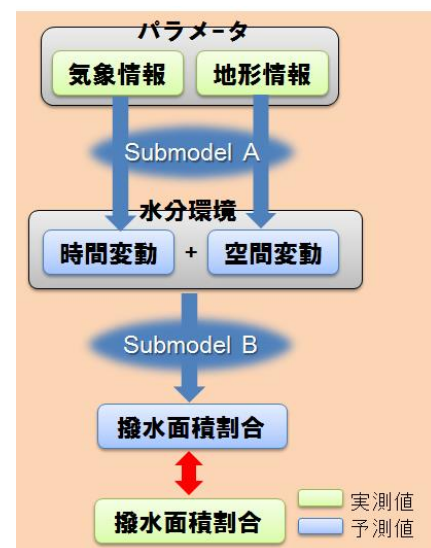 パラメータ
気象情報 地形情報
Submodel A
水分環境
時間変動 + 空間変動
Submodel B
撥水面積割合
撥水面積割合
実測値
予測値